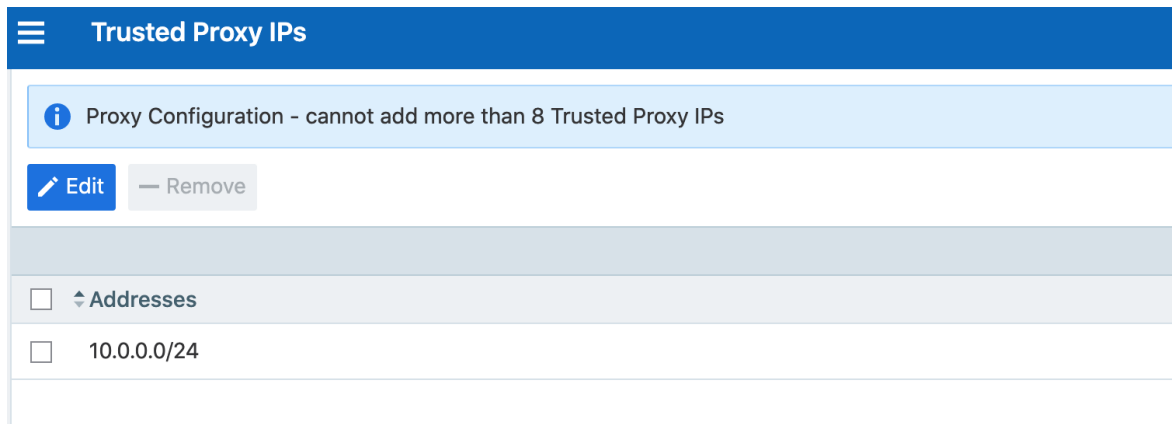 Trusted Proxy IPs
Proxy Configuration - cannot add more than 8 Trusted Proxy IPs
Edit
Remove
Addresses
10.0.0.0/24